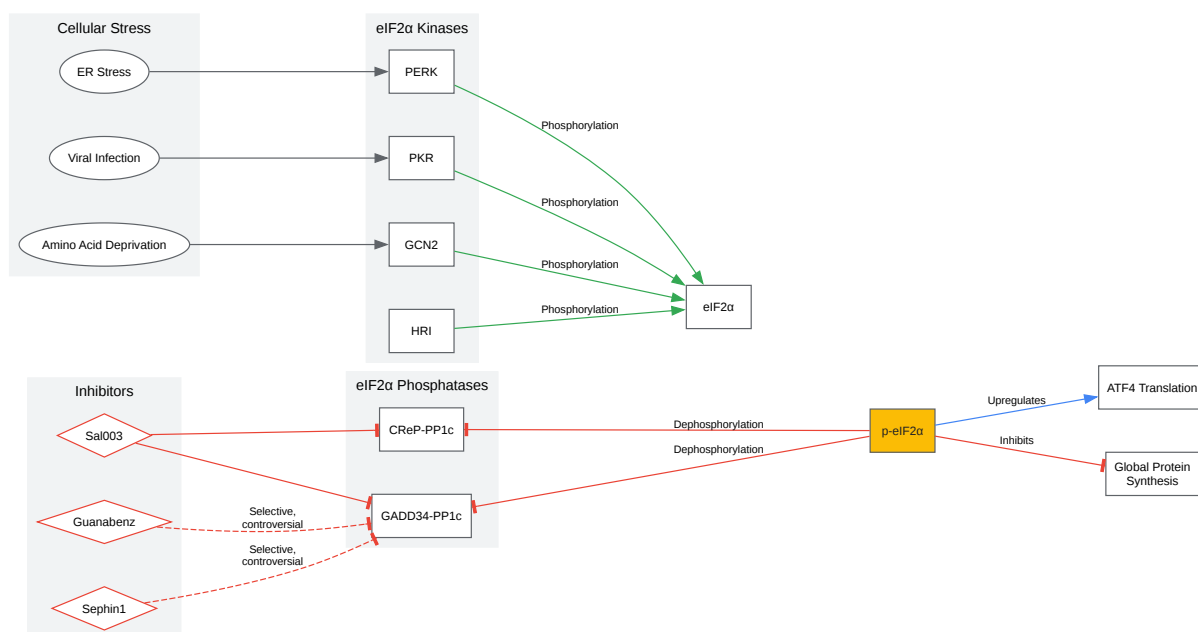 Cellular Stress
ER Stress
Viral Infection
Amino Acid Deprivation
eIF2α Kinases
PERK
PKR
GCN2
HRI
Phosphorylation
Phosphorylation
Phosphorylation
Phosphorylation
eIF2α
Inhibitors
Sal003
Guanabenz
Sephin1
Selective,
controversial
Selective,
controversial
eIF2α Phosphatases
CReP-PP1c
GADD34-PP1c
Dephosphorylation
Dephosphorylation
p-eIF2α
Upregulates
Inhibits
ATF4 Translation
Global Protein
Synthesis